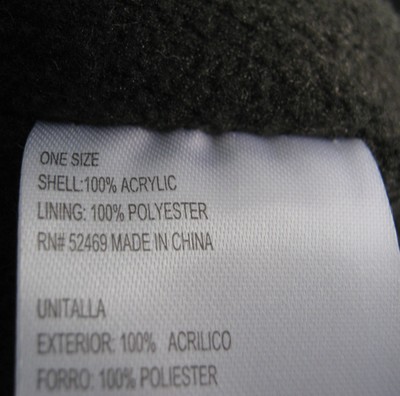 ONE SIZE
SHELL:100% ACRYLIC
LINING: 100% POLYESTER
RN# 52469 MADE IN CHINA
UNITALLA
EXTERIOR: 100% ACRILICO
FORRO: 100% POLIESTER